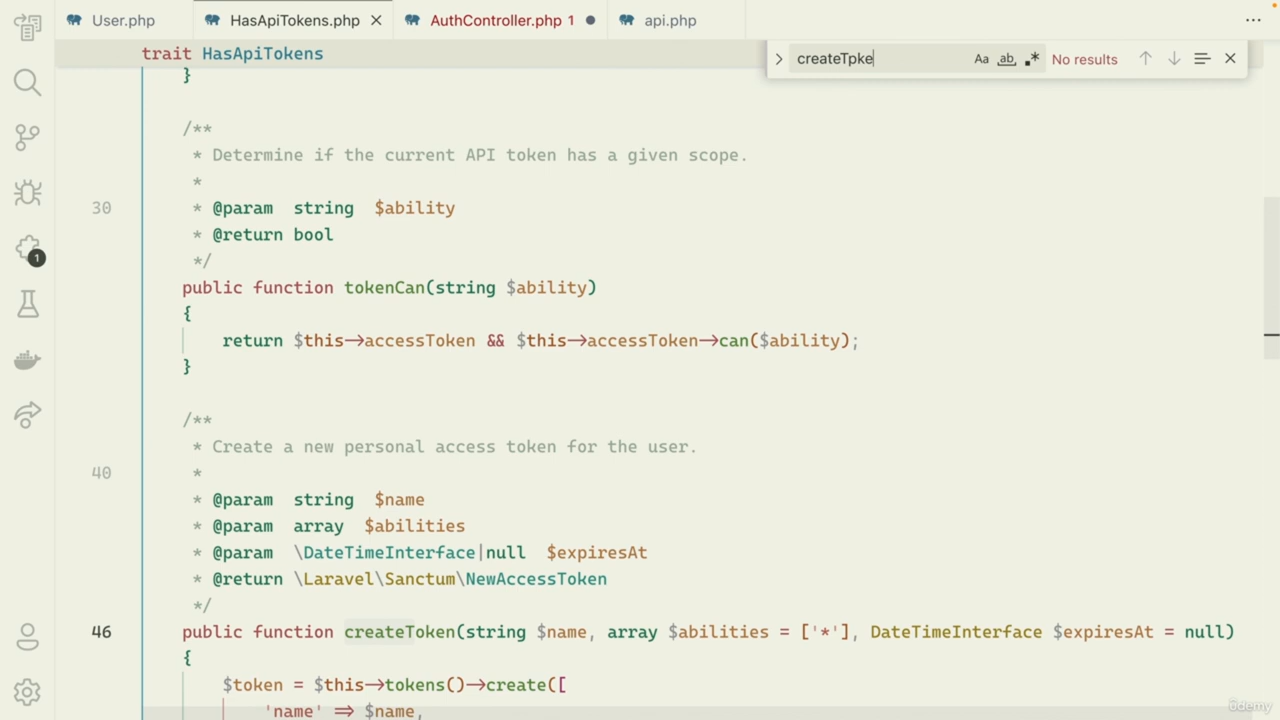 User.php HasApiTokens.php AuthController.php 1 api.php
trait HasApiTokens
createTpke Aa ab No results
}
/**
* Determine if the current API token has a given scope.
*
30 * @param string $ability
* @return bool
*/
public function tokenCan(string $ability)
{
return $this->accessToken && $this->accessToken->can($ability);
}
/**
* Create a new personal access token for the user.
40 *
* @param string $name
* @param array $abilities
* @param \DateTimeInterface|null $expiresAt
* @return \Laravel\Sanctum\NewAccessToken
*/
46 public function createToken(string $name, array $abilities = ['*'], DateTimeInterface $expiresAt = null)
{
$token = $this->tokens()->create([
'name' => $name,
1
ûdemy